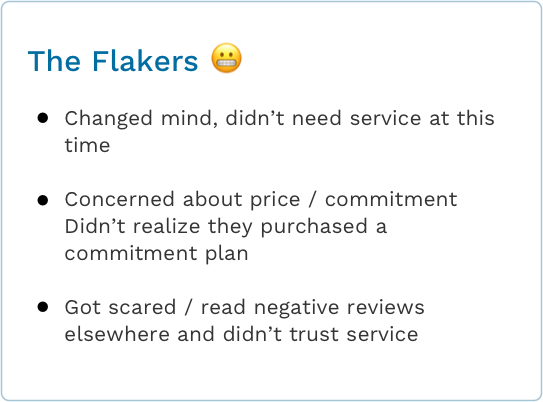 The Flakers 😬
• Changed mind, didn’t need service at this
time
• Concerned about price / commitment
Didn’t realize they purchased a
commitment plan
• Got scared / read negative reviews
elsewhere and didn’t trust service